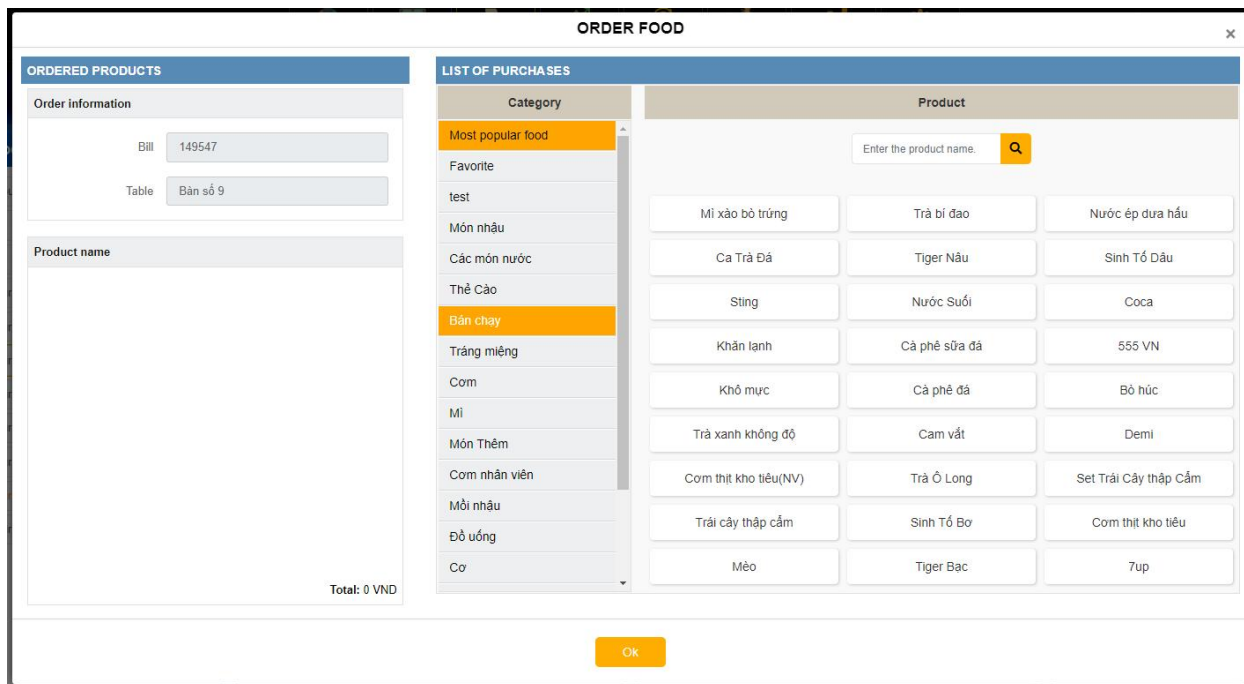 ORDER FOOD
×
ORDERED PRODUCTS
Order information
Bill 149547
Table Bàn số 9
Product name
Total: 0 VND
LIST OF PURCHASES
Category
Most popular food
Favorite
test
Món nhậu
Các món nước
Thẻ Cào
Bán chạy
Tráng miệng
Cơm
Mì
Món Thêm
Cơm nhân viên
Mồi nhậu
Đồ uống
Cơ
Product
Enter the product name.
Mì xào bò trứng Trà bí đao Nước ép dưa hấu
Ca Trà Đá Tiger Nâu Sinh Tố Dâu
Sting Nước Suối Coca
Khăn lạnh Cà phê sữa đá 555 VN
Khô mực Cà phê đá Bò húc
Trà xanh không độ Cam vắt Demi
Cơm thịt kho tiêu(NV) Trà Ô Long Set Trái Cây thập Cẩm
Trái cây thập cẩm Sinh Tố Bơ Cơm thịt kho tiêu
Mèo Tiger Bạc 7up
Ok